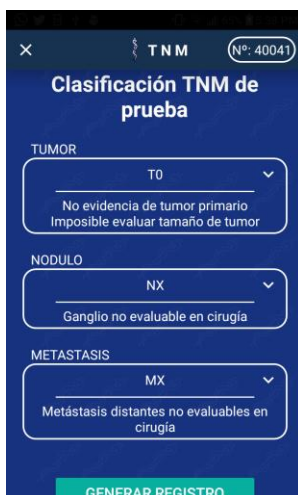 × TNM Nº: 40041
Clasificación TNM de
prueba
TUMOR
T0
No evidencia de tumor primario
Imposible evaluar tamaño de tumor
NODULO
NX
Ganglio no evaluable en cirugía
METASTASIS
MX
Metástasis distantes no evaluables en
cirugía
GENERAR REGISTRO